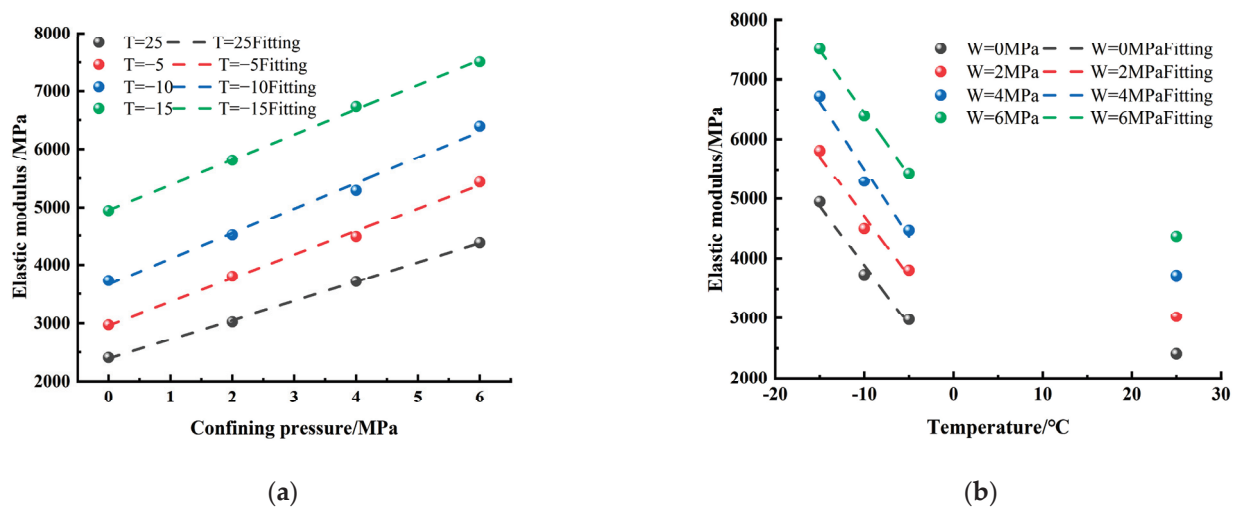 8000
7000
6000
5000
4000
3000
2000
Elastic modulus /MPa
T=25 T=25Fitting
T=−5 T=−5Fitting
T=−10 T=−10Fitting
T=−15 T=−15Fitting
0 1 2 3 4 5 6
Confining pressure/MPa
(a)
8000
7000
6000
5000
4000
3000
2000
Elastic modulus/MPa
W=0MPa W=0MPaFitting
W=2MPa W=2MPaFitting
W=4MPa W=4MPaFitting
W=6MPa W=6MPaFitting
-20 -10 0 10 20 30
Temperature/°C
(b)